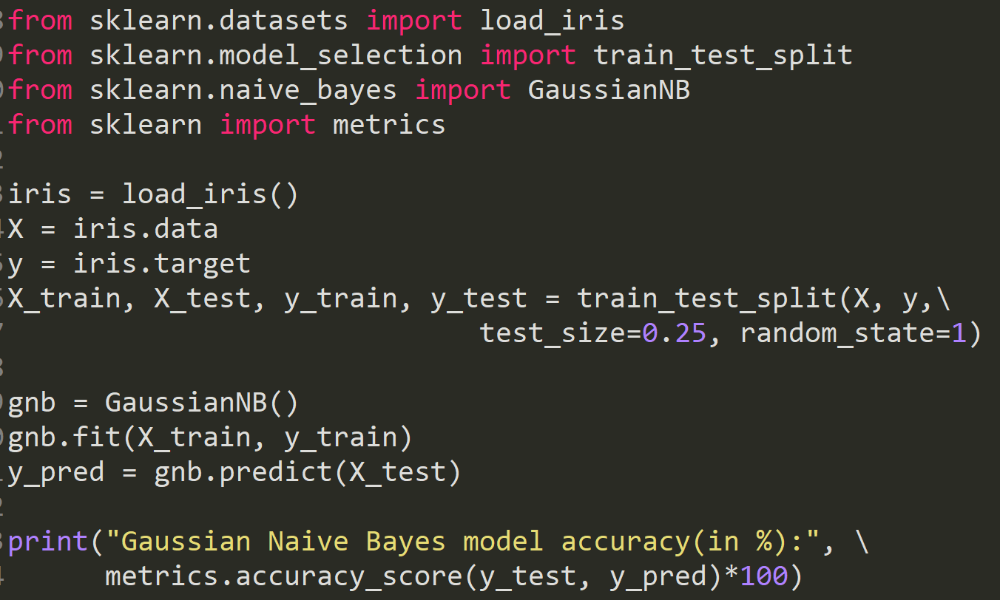 from sklearn.datasets import load_iris
from sklearn.model_selection import train_test_split
from sklearn.naive_bayes import GaussianNB
from sklearn import metrics
iris = load_iris()
X = iris.data
y = iris.target
X_train, X_test, y_train, y_test = train_test_split(X, y,\
test_size=0.25, random_state=1)
gnb = GaussianNB()
gnb.fit(X_train, y_train)
y_pred = gnb.predict(X_test)
print("Gaussian Naive Bayes model accuracy(in %):", \
metrics.accuracy_score(y_test, y_pred)*100)